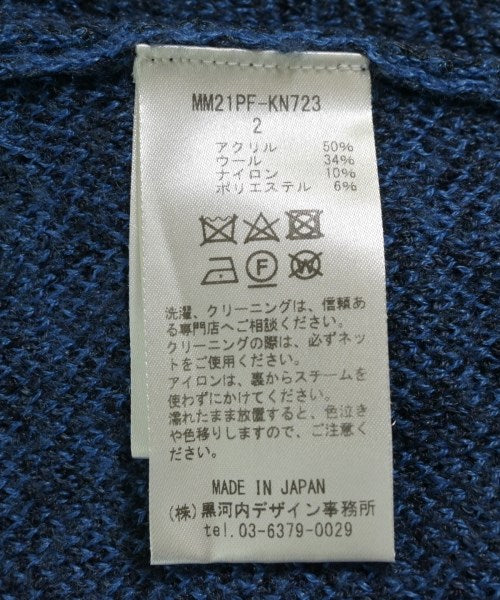 MM21PF-KN723
2
アクリル 50%
ウール 34%
ナイロン 10%
ポリエステル 6%
F
W
洗濯、クリーニングは、信頼あ
る専門店へご相談ください。
クリーニングの際は、必ずネッ
トをご使用ください。
アイロンは、裏からスチームを
使わずにかけてください。
濡れたまま放置すると、色泣き
や色移りしますので、ご注意く
ださい。
MADE IN JAPAN
(株)黒河内デザイン事務所
tel.03-6379-0029